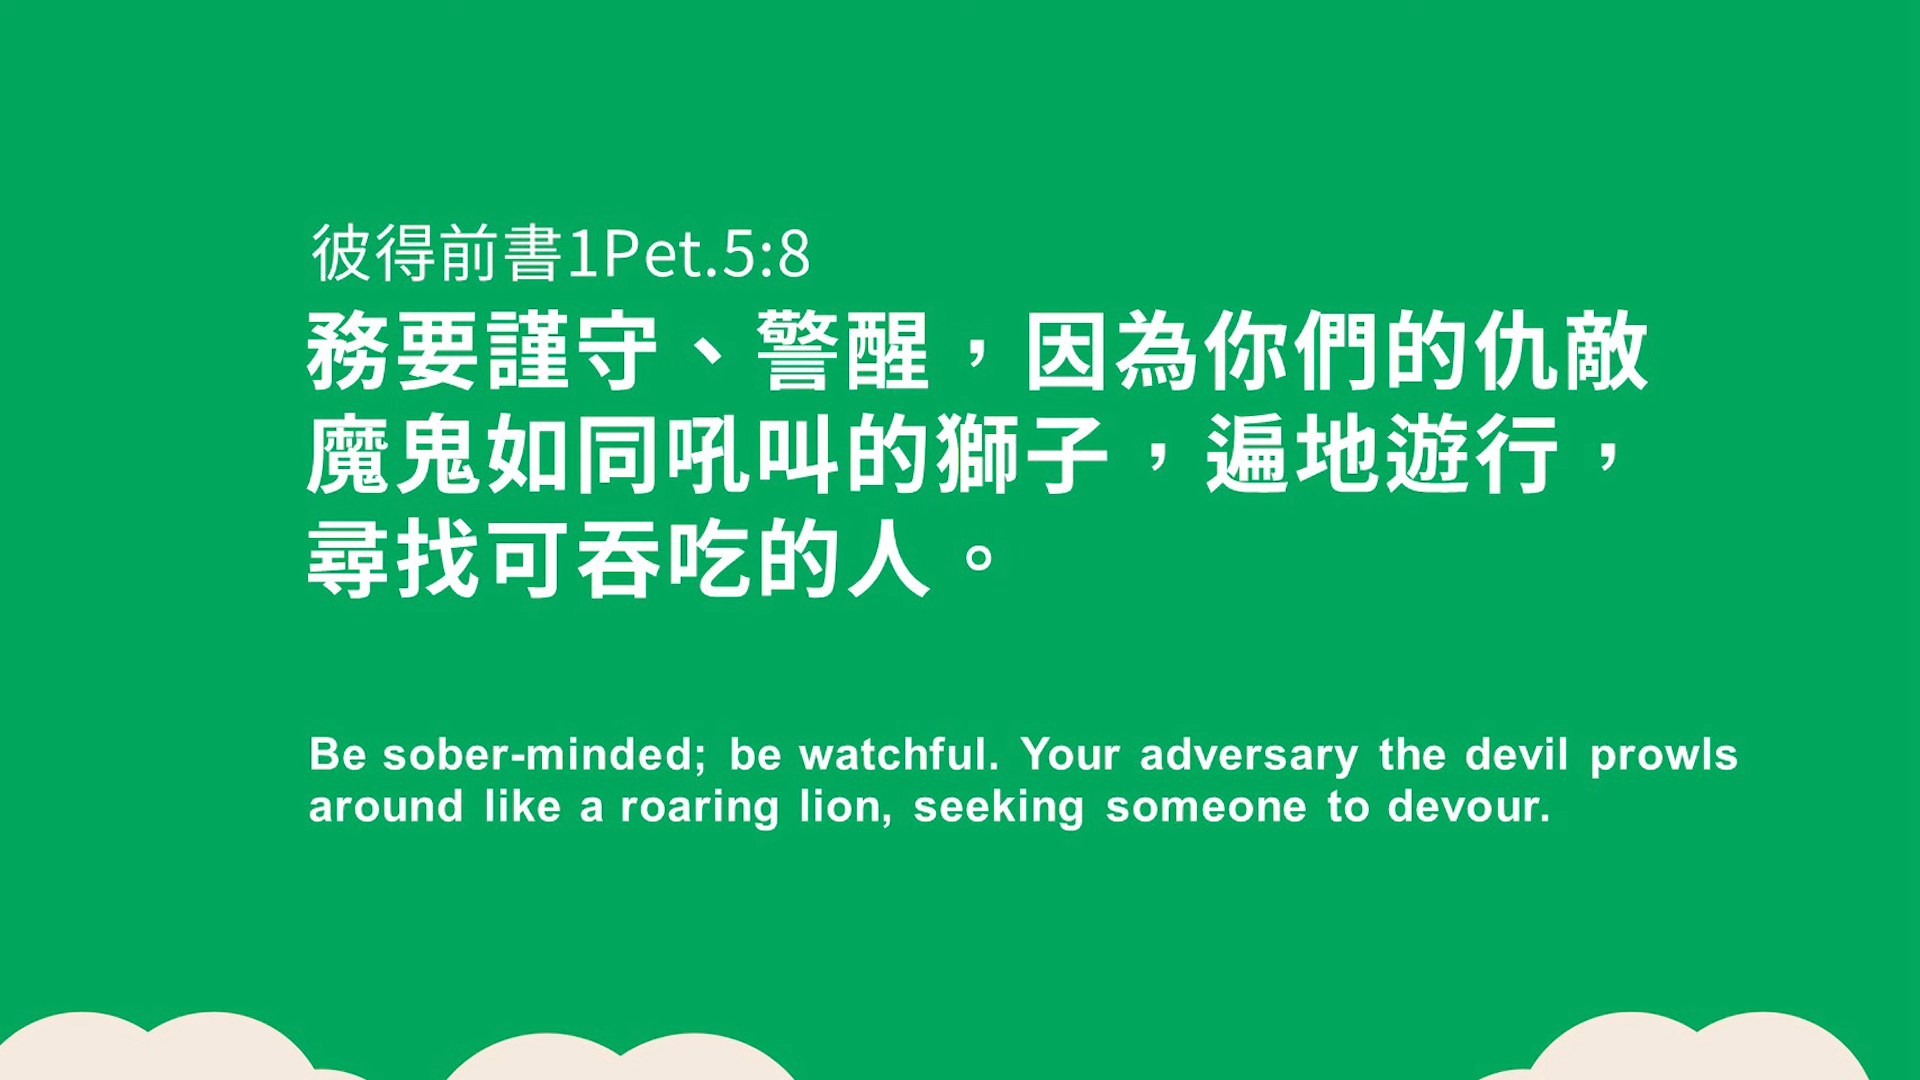 彼得前書1Pet.5:8
務要謹守、警醒，因為你們的仇敵
魔鬼如同吼叫的獅子，遍地遊行，
尋找可吞吃的人。
Be sober-minded; be watchful. Your adversary the devil prowls
around like a roaring lion, seeking someone to devour.